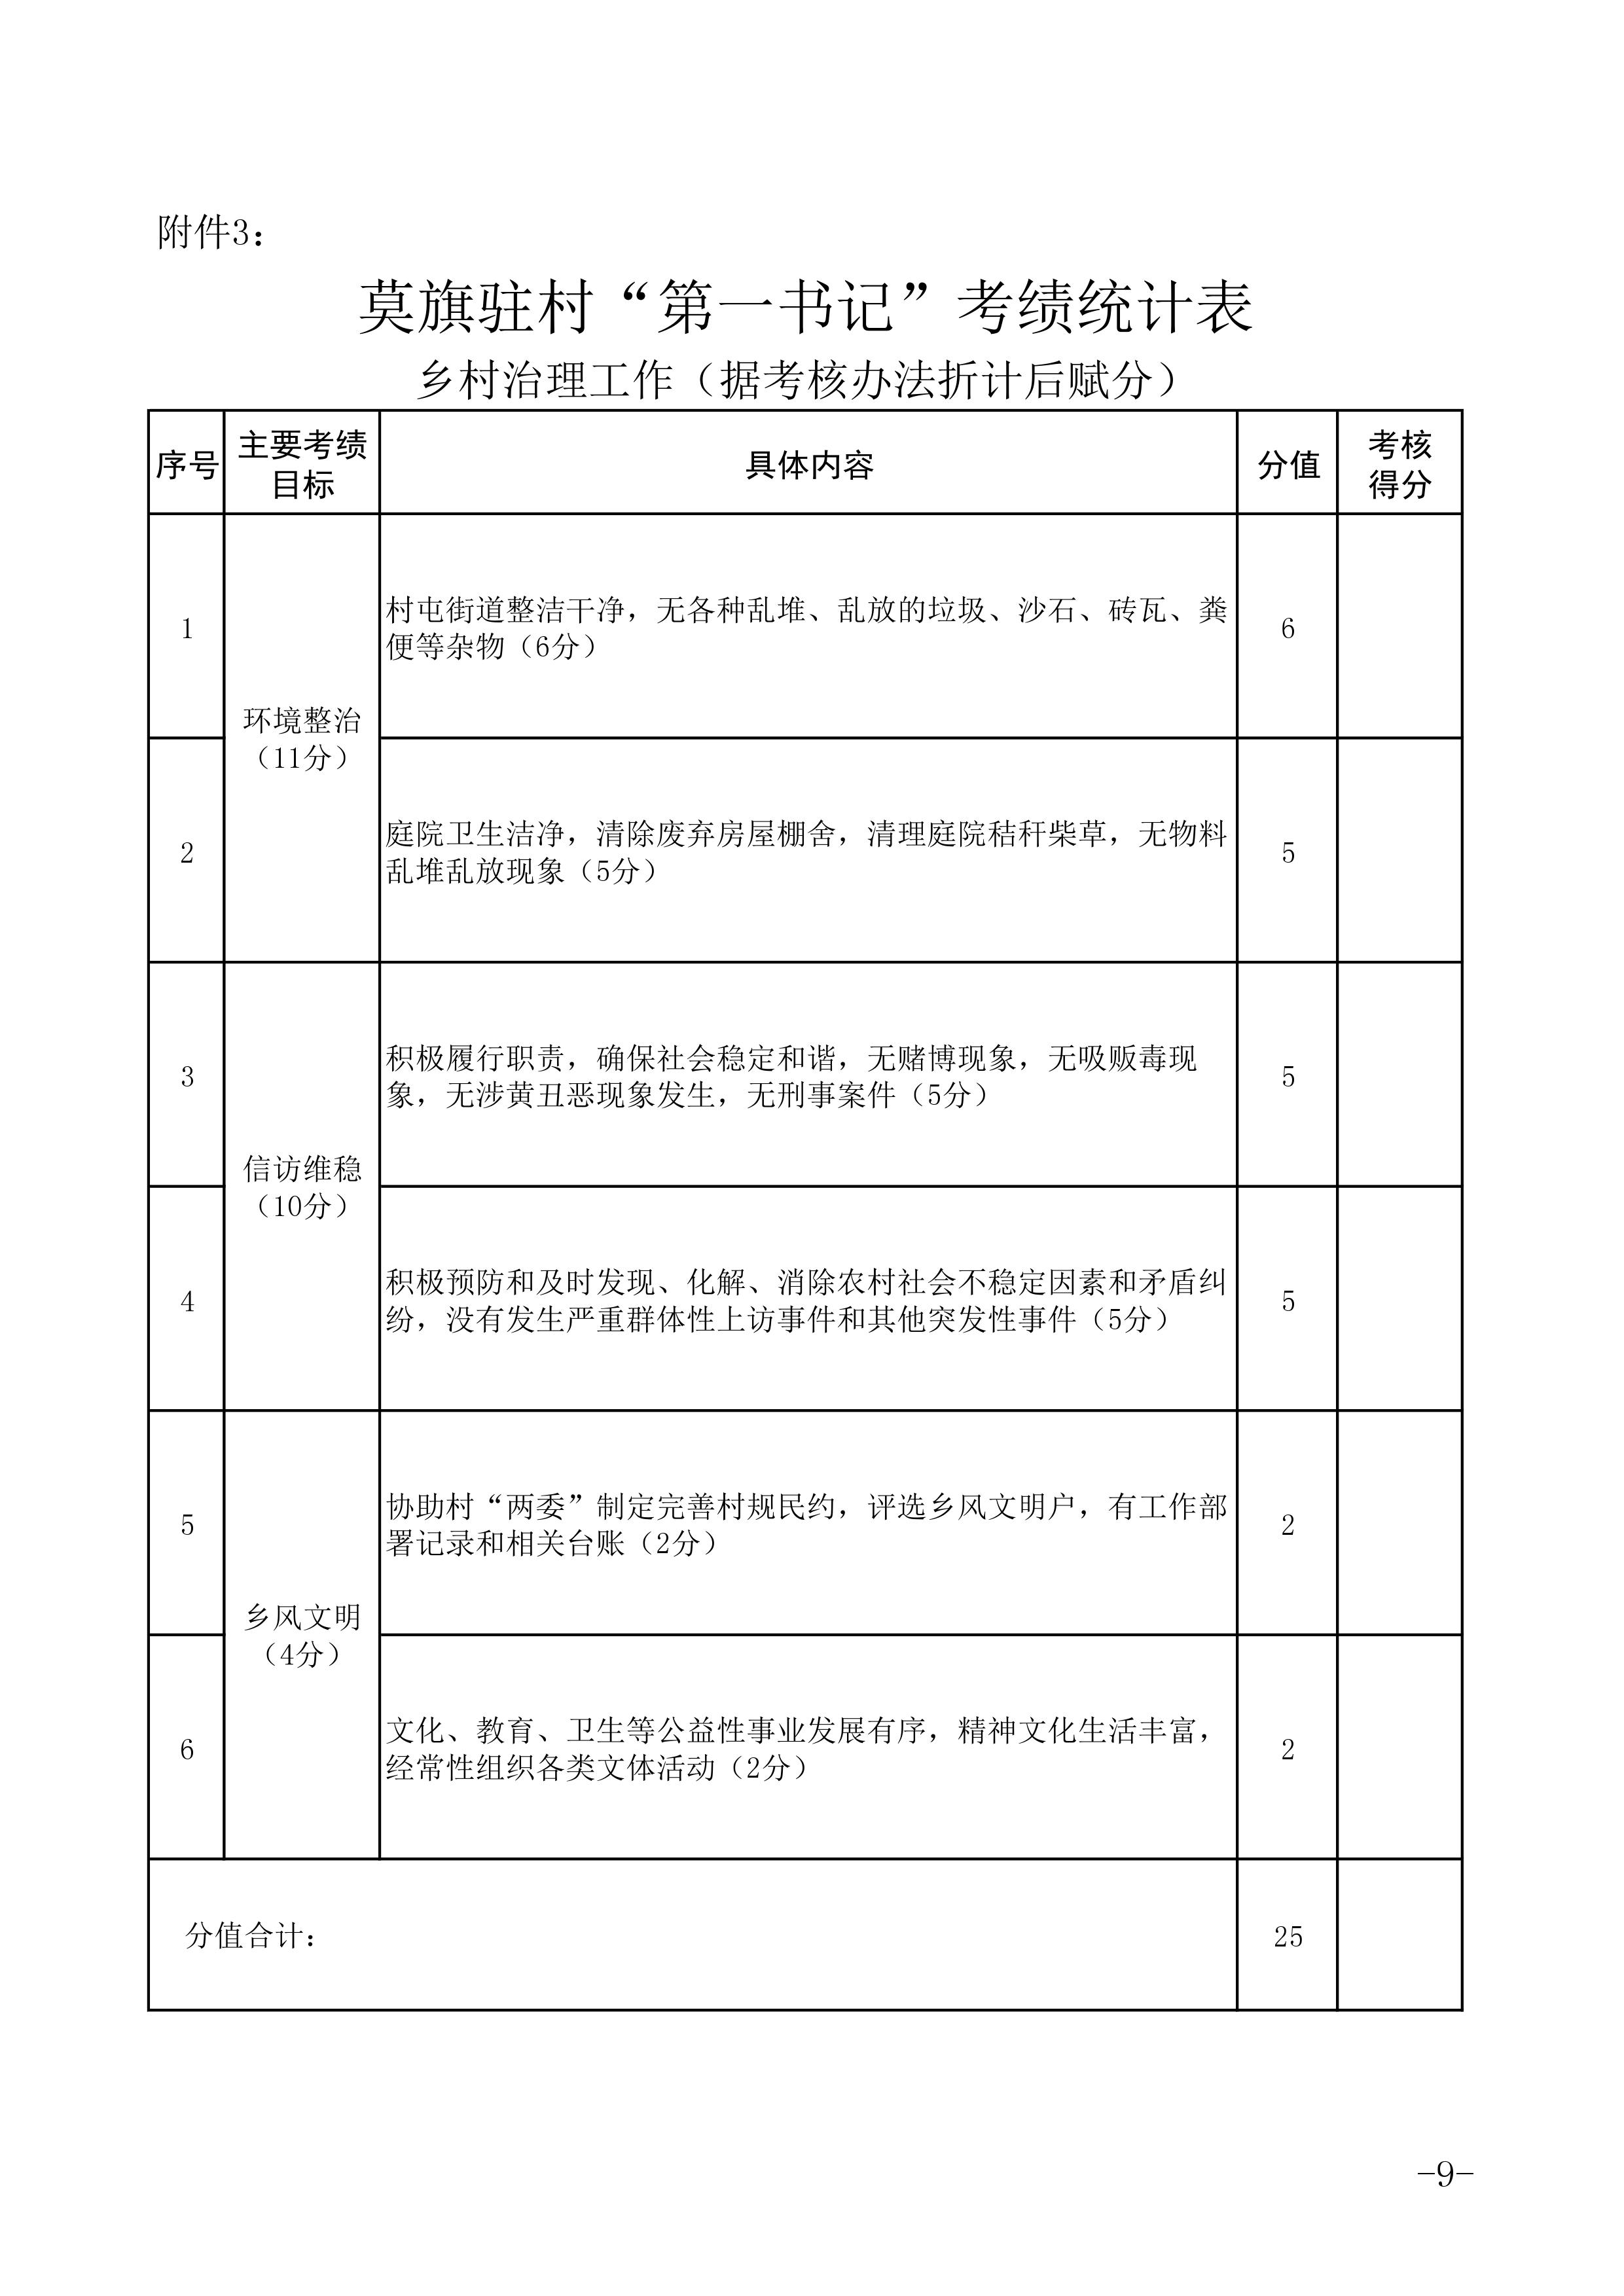 附件3：
莫旗驻村“第一书记”考绩统计表
乡村治理工作（据考核办法折计后赋分）
序号
主要考绩
目标
具体内容
分值
考核
得分
1
环境整治
（11分）
村屯街道整洁干净，无各种乱堆、乱放的垃圾、沙石、砖瓦、粪
便等杂物（6分）
6
2
庭院卫生洁净，清除废弃房屋棚舍，清理庭院秸秆柴草，无物料
乱堆乱放现象（5分）
5
3
信访维稳
（10分）
积极履行职责，确保社会稳定和谐，无赌博现象，无吸贩毒现
象，无涉黄丑恶现象发生，无刑事案件（5分）
5
4
积极预防和及时发现、化解、消除农村社会不稳定因素和矛盾纠
纷，没有发生严重群体性上访事件和其他突发性事件（5分）
5
5
乡风文明
（4分）
协助村“两委”制定完善村规民约，评选乡风文明户，有工作部
署记录和相关台账（2分）
2
6
文化、教育、卫生等公益性事业发展有序，精神文化生活丰富，
经常性组织各类文体活动（2分）
2
分值合计：
25
-9-